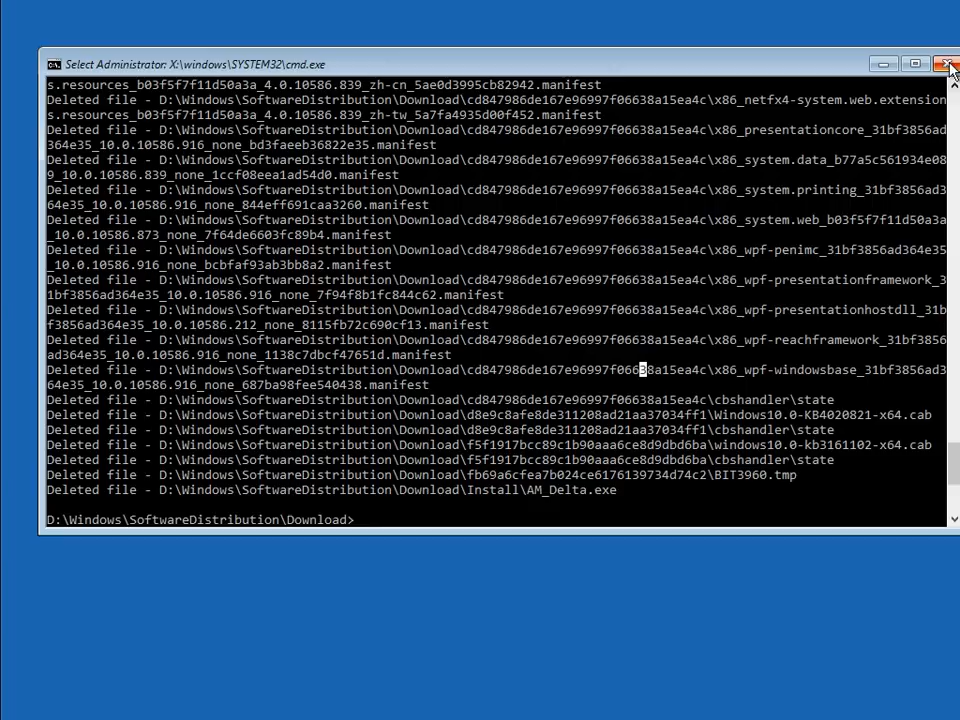 Select Administrator: X:\windows\SYSTEM32\cmd.exe
s.resources_b03f5f7f11d50a3a_4.0.10586.839_zh-cn_5ae0d3995cb82942.manifest
Deleted file - D:\Windows\SoftwareDistribution\Download\cd847986de167e96997f06638a15ea4c\x86_netfx4-system.web.extension
s.resources_b03f5f7f11d50a3a_4.0.10586.839_zh-tw_5a7fa4935d00f452.manifest
Deleted file - D:\Windows\SoftwareDistribution\Download\cd847986de167e96997f06638a15ea4c\x86_presentationcore_31bf3856ad
364e35_10.0.10586.916_none_bd3faeeb36822e35.manifest
Deleted file - D:\Windows\SoftwareDistribution\Download\cd847986de167e96997f06638a15ea4c\x86_system.data_b77a5c561934e08
9_10.0.10586.839_none_1ccf08eea1ad54d0.manifest
Deleted file - D:\Windows\SoftwareDistribution\Download\cd847986de167e96997f06638a15ea4c\x86_system.printing_31bf3856ad3
64e35_10.0.10586.916_none_844eff691caa3260.manifest
Deleted file - D:\Windows\SoftwareDistribution\Download\cd847986de167e96997f06638a15ea4c\x86_system.web_b03f5f7f11d50a3a
_10.0.10586.873_none_7f64de6603fc89b4.manifest
Deleted file - D:\Windows\SoftwareDistribution\Download\cd847986de167e96997f06638a15ea4c\x86_wpf-penimc_31bf3856ad364e35
_10.0.10586.916_none_bcbfaf93ab3bb8a2.manifest
Deleted file - D:\Windows\SoftwareDistribution\Download\cd847986de167e96997f06638a15ea4c\x86_wpf-presentationframework_3
1bf3856ad364e35_10.0.10586.916_none_7f94f8b1fc844c62.manifest
Deleted file - D:\Windows\SoftwareDistribution\Download\cd847986de167e96997f06638a15ea4c\x86_wpf-presentationhostdll_31b
f3856ad364e35_10.0.10586.212_none_8115fb72c690cf13.manifest
Deleted file - D:\Windows\SoftwareDistribution\Download\cd847986de167e96997f06638a15ea4c\x86_wpf-reachframework_31bf3856
ad364e35_10.0.10586.916_none_1138c7dbcf47651d.manifest
Deleted file - D:\Windows\SoftwareDistribution\Download\cd847986de167e96997f06638a15ea4c\x86_wpf-windowsbase_31bf3856ad3
64e35_10.0.10586.916_none_687ba98fee540438.manifest
Deleted file - D:\Windows\SoftwareDistribution\Download\cd847986de167e96997f06638a15ea4c\cbshandler\state
Deleted file - D:\Windows\SoftwareDistribution\Download\d8e9c8afe8de311208ad21aa37034ff1\Windows10.0-KB4020821-x64.cab
Deleted file - D:\Windows\SoftwareDistribution\Download\d8e9c8afe8de311208ad21aa37034ff1\cbshandler\state
Deleted file - D:\Windows\SoftwareDistribution\Download\f5f1917bcc89c1b90aaa6ce8d9dbd6ba\windows10.0-kb3161102-x64.cab
Deleted file - D:\Windows\SoftwareDistribution\Download\f5f1917bcc89c1b90aaa6ce8d9dbd6ba\cbshandler\state
Deleted file - D:\Windows\SoftwareDistribution\Download\fb69a6cfea7b024ce6176139734d74c2\BIT3960.tmp
Deleted file - D:\Windows\SoftwareDistribution\Download\Install\AM_Delta.exe
D:\Windows\SoftwareDistribution\Download>